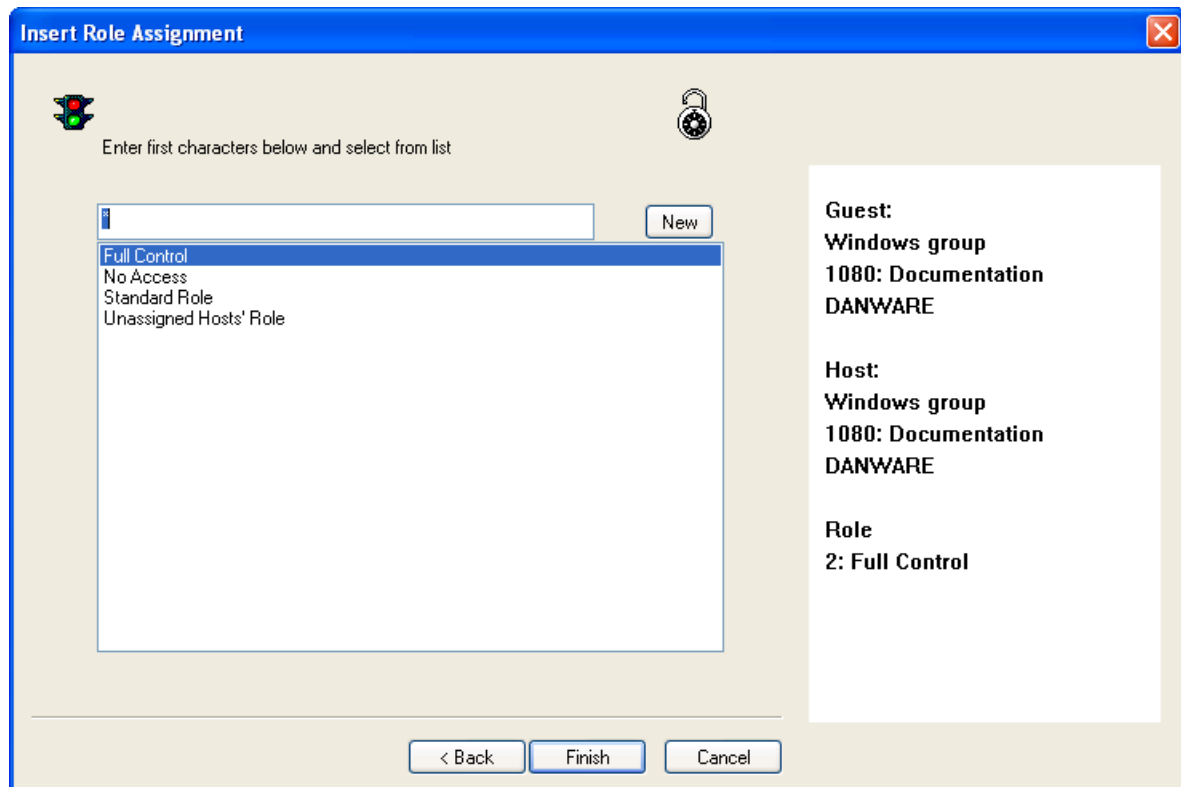 Insert Role Assignment
Enter first characters below and select from list
*
New
Full Control
No Access
Standard Role
Unassigned Hosts' Role
Guest:
Windows group
1080: Documentation
DANWARE
Host:
Windows group
1080: Documentation
DANWARE
Role
2: Full Control
< Back
Finish
Cancel